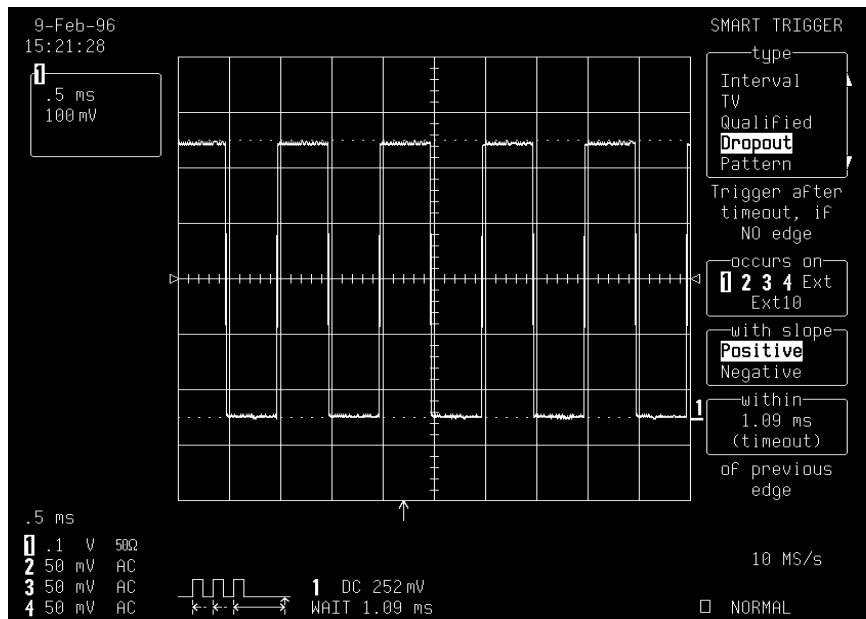 9-Feb-96
15:21:28
1
.5 ms
100 mV
SMART TRIGGER
type
Interval
TV
Qualified
Dropout
Pattern
Trigger after
timeout, if
NO edge
occurs on
1 2 3 4 Ext
Ext10
with slope
Positive
Negative
1
within
1.09 ms
(timeout)
of previous
edge
.5 ms
1 .1 V 50Ω
2 50 mV AC
3 50 mV AC
4 50 mV AC
1 DC 252 mV
WAIT 1.09 ms
10 MS/s
NORMAL